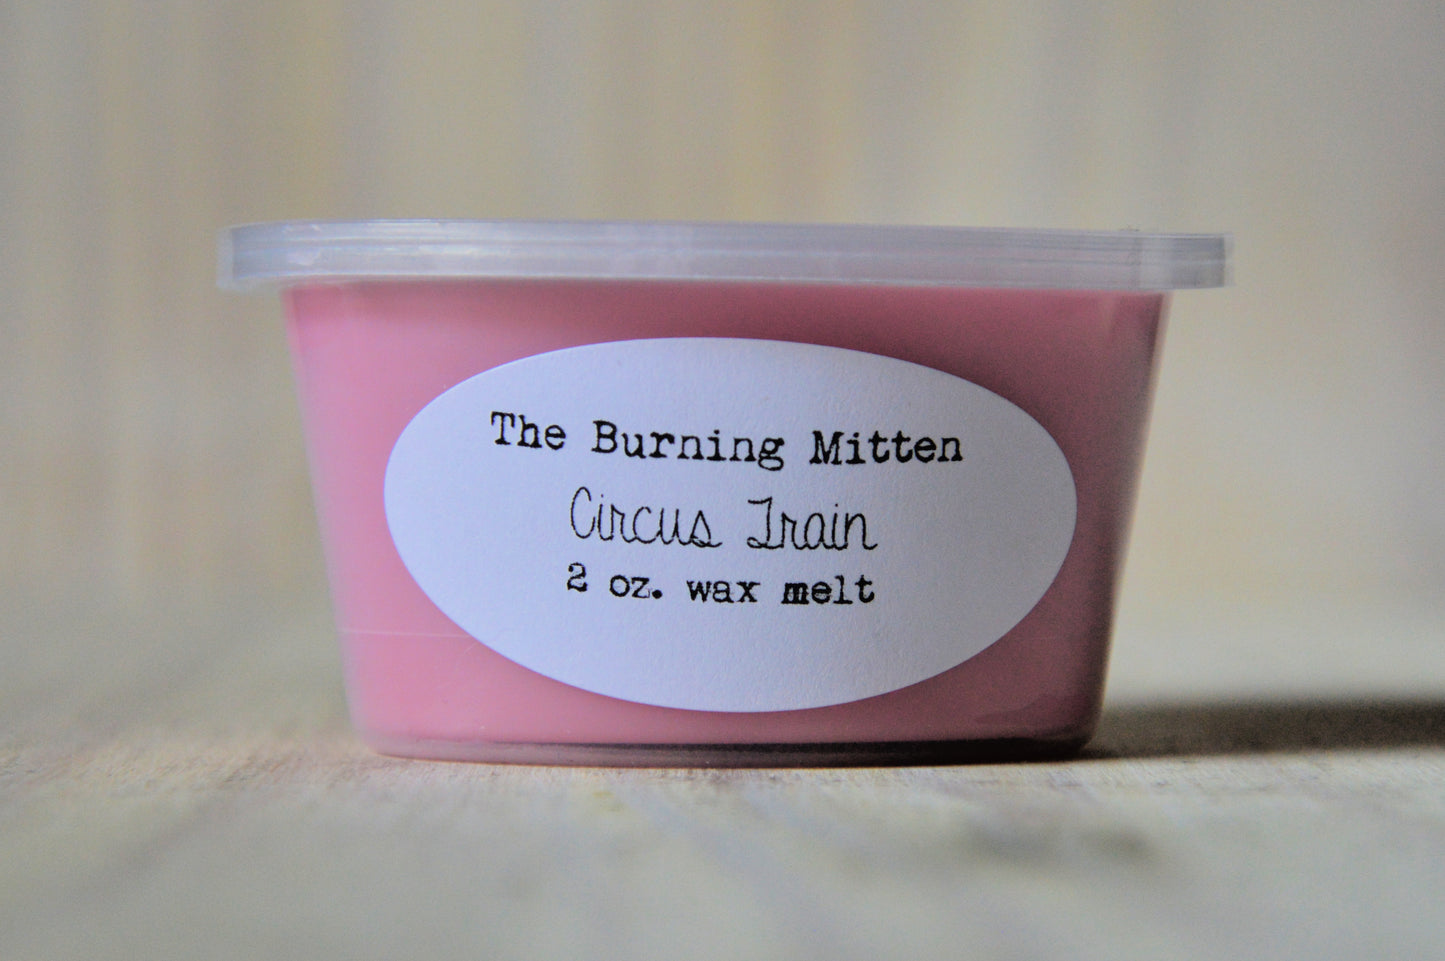 The Burning Mitten
Circus Train
2 oz. wax melt